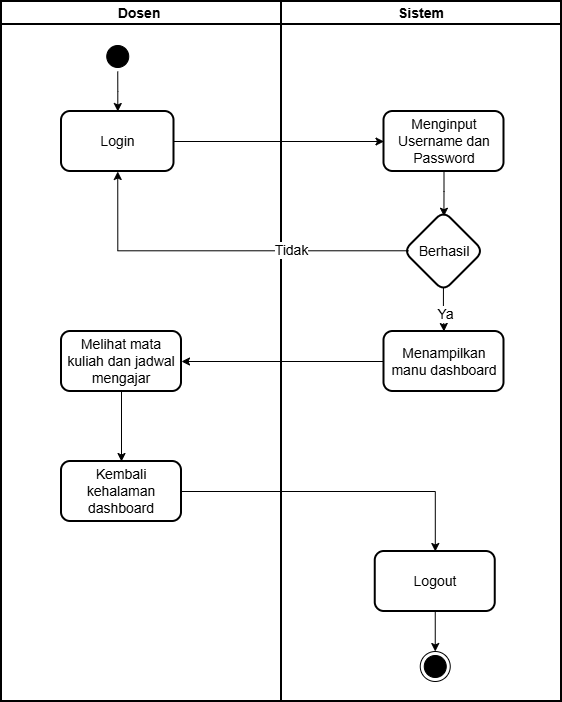 Dosen
Sistem
Login
Menginput
Username dan
Password
Tidak
Berhasil
Ya
Melihat mata
kuliah dan jadwal
mengajar
Menampilkan
manu dashboard
Kembali
kehalaman
dashboard
Logout